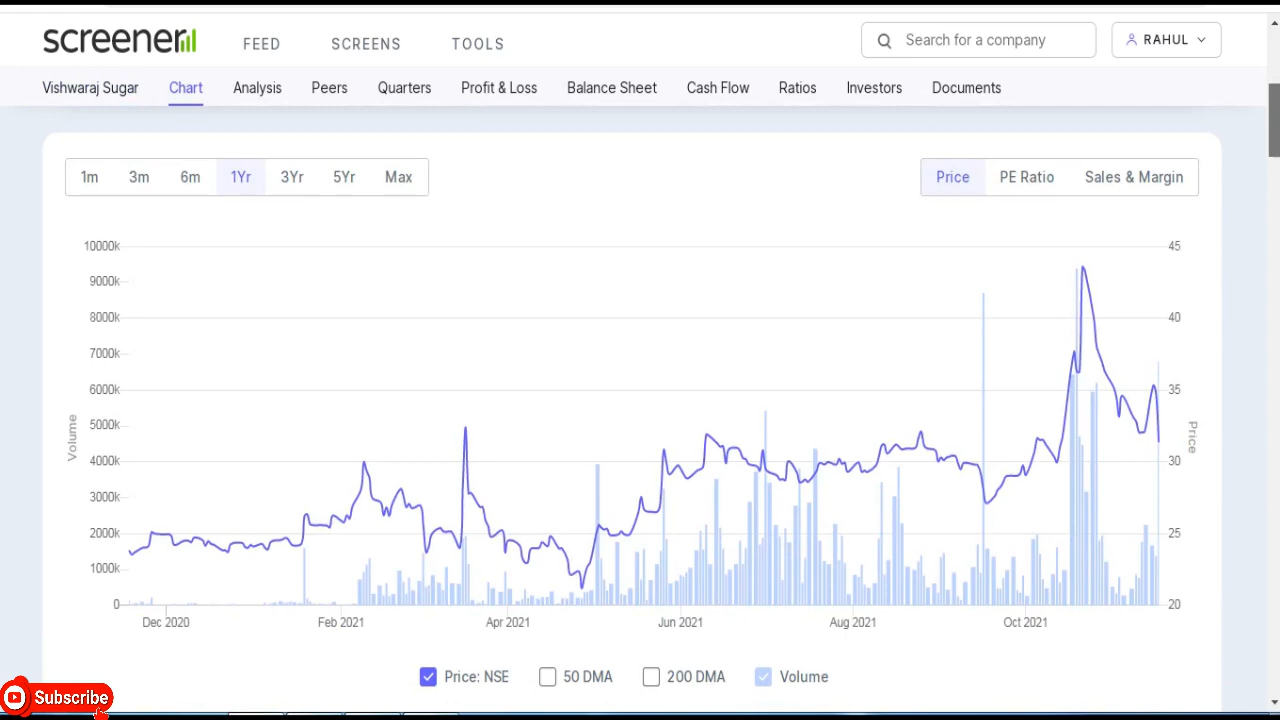 screener FEED SCREENS TOOLS Search for a company RAHUL
Vishwaraj Sugar Chart Analysis Peers Quarters Profit & Loss Balance Sheet Cash Flow Ratios Investors Documents
1m 3m 6m 1Yr 3Yr 5Yr Max Price PE Ratio Sales & Margin
10000k 45
9000k
8000k 40
7000k
6000k 35
5000k
Volume Price
4000k 30
3000k
2000k 25
1000k
0 20
Dec 2020 Feb 2021 Apr 2021 Jun 2021 Aug 2021 Oct 2021
Price: NSE 50 DMA 200 DMA Volume
Subscribe